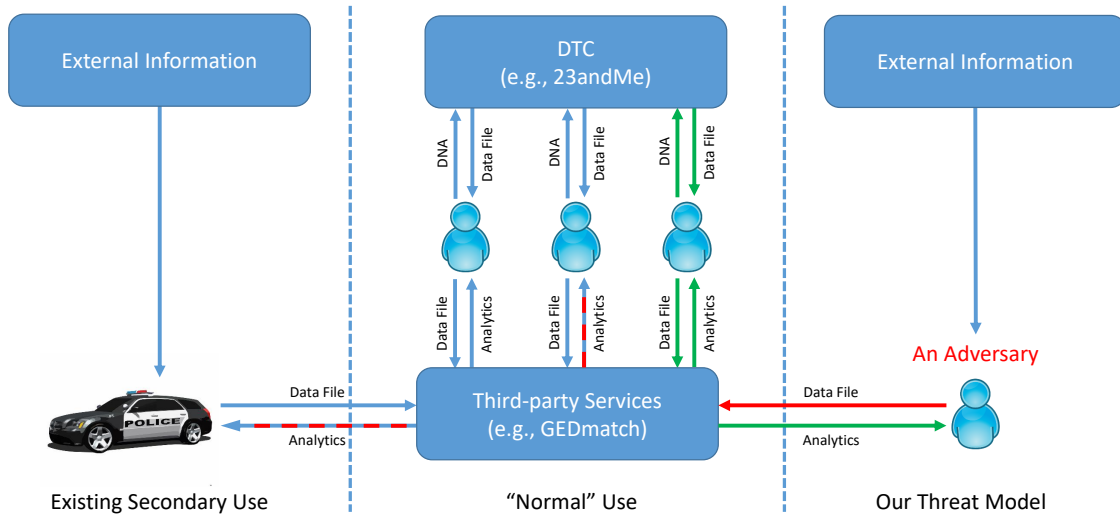 External Information
DTC
(e.g., 23andMe)
External Information
DNA
Data File
DNA
Data File
DNA
Data File
Data File
Analytics
Data File
Analytics
Data File
Analytics
An Adversary
POLICE
Data File
Analytics
Third-party Services
(e.g., GEDmatch)
Data File
Analytics
Existing Secondary Use
“Normal” Use
Our Threat Model